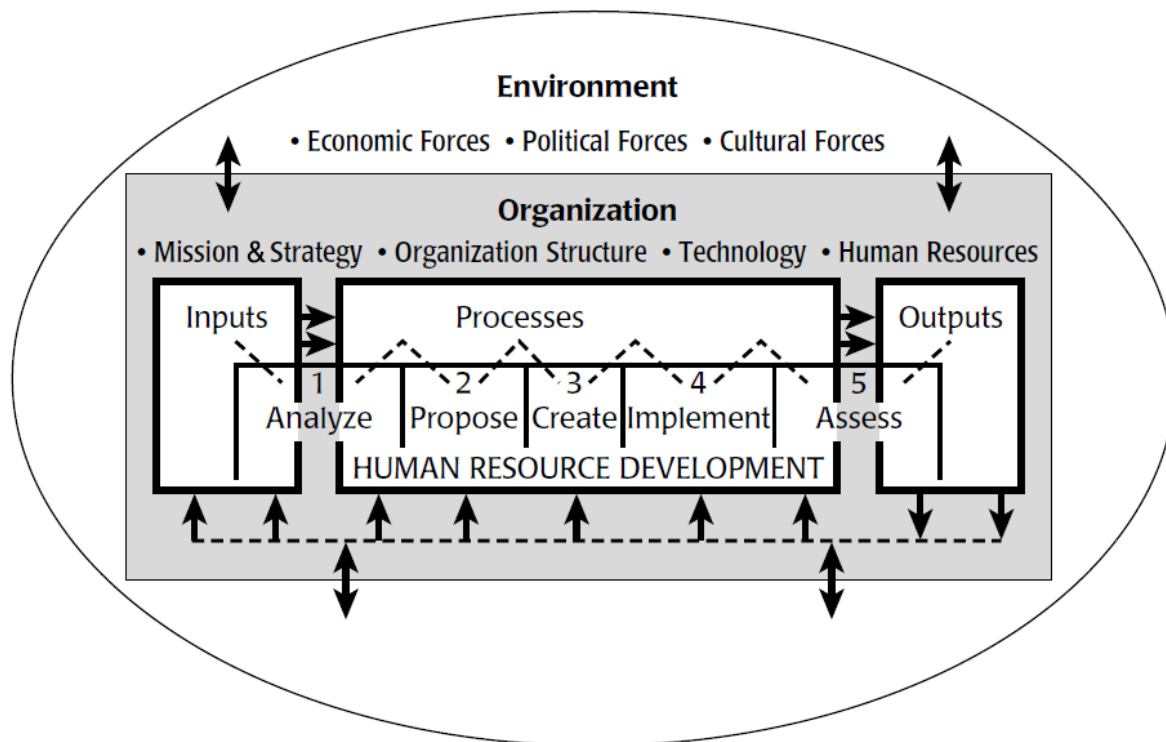 Environment
• Economic Forces • Political Forces • Cultural Forces
Organization
• Mission & Strategy • Organization Structure • Technology • Human Resources
Inputs Processes Outputs
1 2 3 4 5
Analyze Propose Create Implement Assess
HUMAN RESOURCE DEVELOPMENT